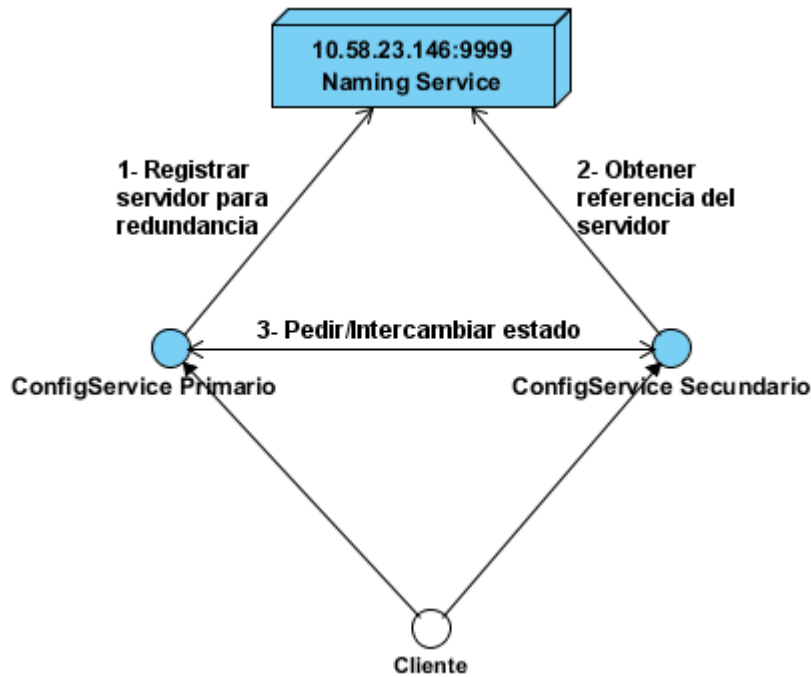 10.58.23.146:9999
Naming Service
1- Registrar
servidor para
redundancia
2- Obtener
referencia del
servidor
3- Pedir/Intercambiar estado
ConfigService Primario
ConfigService Secundario
Cliente